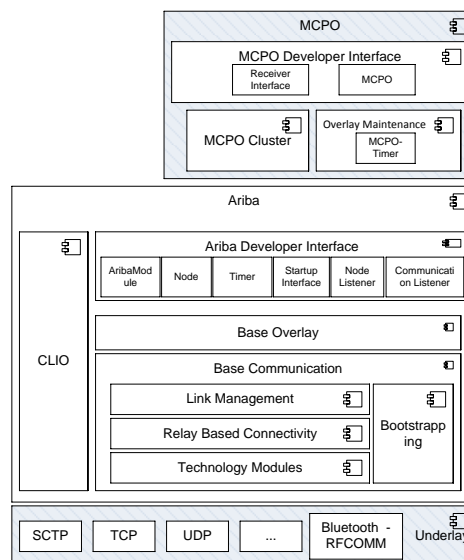 MCPO
MCPO Developer Interface
Receiver
Interface
MCPO
MCPO Cluster
Overlay Maintenance
MCPO-
Timer
Ariba
CLIO
Ariba Developer Interface
AribaMod
ule
Node
Timer
Startup
Interface
Node
Listener
Communicati
on Listener
Base Overlay
Base Communication
Link Management
Relay Based Connectivity
Technology Modules
Bootstrapp
ing
SCTP
TCP
UDP
...
Bluetooth -
RFCOMM
Underlay